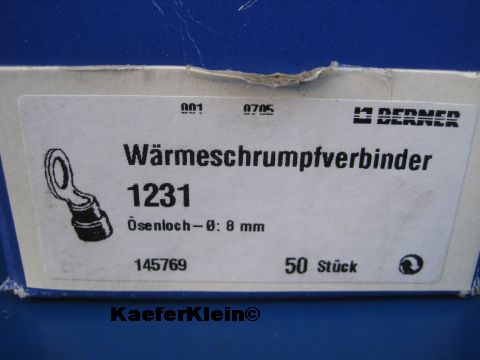 001 0705
BERNER
Wärmeschrumpfverbinder
1231
Ösenloch-Ø: 8 mm
145769 50 Stück
KaeferKlein©